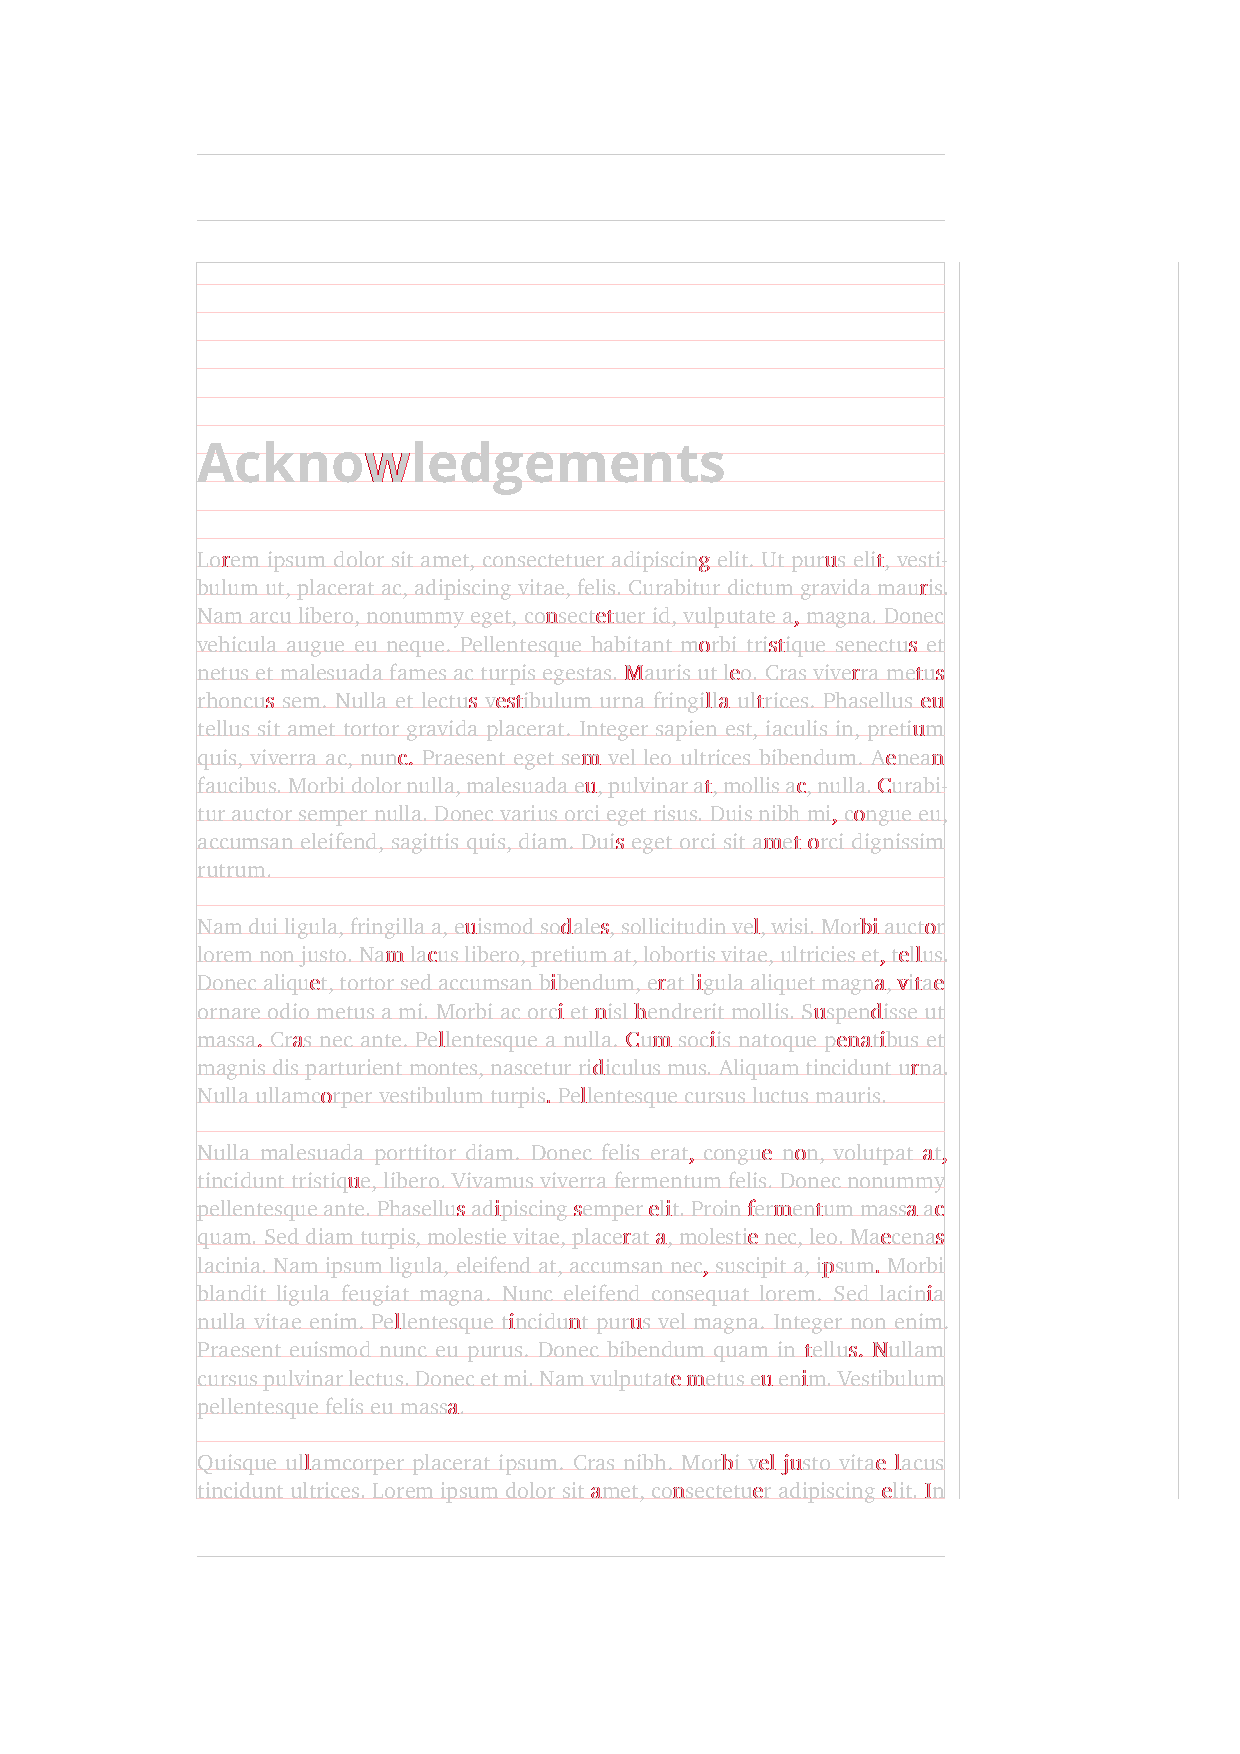 Acknowledgements
Lorem ipsum dolor sit amet, consectetuer adipiscing elit. Ut purus elit, vesti-
bulum ut, placerat ac, adipiscing vitae, felis. Curabitur dictum gravida mauris.
Nam arcu libero, nonummy eget, consectetuer id, vulputate a, magna. Donec
vehicula augue eu neque. Pellentesque habitant morbi tristique senectus et
netus et malesuada fames ac turpis egestas. Mauris ut leo. Cras viverra metus
rhoncus sem. Nulla et lectus vestibulum urna fringilla ultrices. Phasellus eu
tellus sit amet tortor gravida placerat. Integer sapien est, iaculis in, pretium
quis, viverra ac, nunc. Praesent eget sem vel leo ultrices bibendum. Aenean
faucibus. Morbi dolor nulla, malesuada eu, pulvinar at, mollis ac, nulla. Curabi-
tur auctor semper nulla. Donec varius orci eget risus. Duis nibh mi, congue eu,
accumsan eleifend, sagittis quis, diam. Duis eget orci sit amet orci dignissim
rutrum.
Nam dui ligula, fringilla a, euismod sodales, sollicitudin vel, wisi. Morbi auctor
lorem non justo. Nam lacus libero, pretium at, lobortis vitae, ultricies et, tellus.
Donec aliquet, tortor sed accumsan bibendum, erat ligula aliquet magna, vitae
ornare odio metus a mi. Morbi ac orci et nisl hendrerit mollis. Suspendisse ut
massa. Cras nec ante. Pellentesque a nulla. Cum sociis natoque penatibus et
magnis dis parturient montes, nascetur ridiculus mus. Aliquam tincidunt urna.
Nulla ullamcorper vestibulum turpis. Pellentesque cursus luctus mauris.
Nulla malesuada porttitor diam. Donec felis erat, congue non, volutpat at,
tincidunt tristique, libero. Vivamus viverra fermentum felis. Donec nonummy
pellentesque ante. Phasellus adipiscing semper elit. Proin fermentum massa ac
quam. Sed diam turpis, molestie vitae, placerat a, molestie nec, leo. Maecenas
lacinia. Nam ipsum ligula, eleifend at, accumsan nec, suscipit a, ipsum. Morbi
blandit ligula feugiat magna. Nunc eleifend consequat lorem. Sed lacinia
nulla vitae enim. Pellentesque tincidunt purus vel magna. Integer non enim.
Praesent euismod nunc eu purus. Donec bibendum quam in tellus. Nullam
cursus pulvinar lectus. Donec et mi. Nam vulputate metus eu enim. Vestibulum
pellentesque felis eu massa.
Quisque ullamcorper placerat ipsum. Cras nibh. Morbi vel justo vitae lacus
tincidunt ultrices. Lorem ipsum dolor sit amet, consectetuer adipiscing elit. In